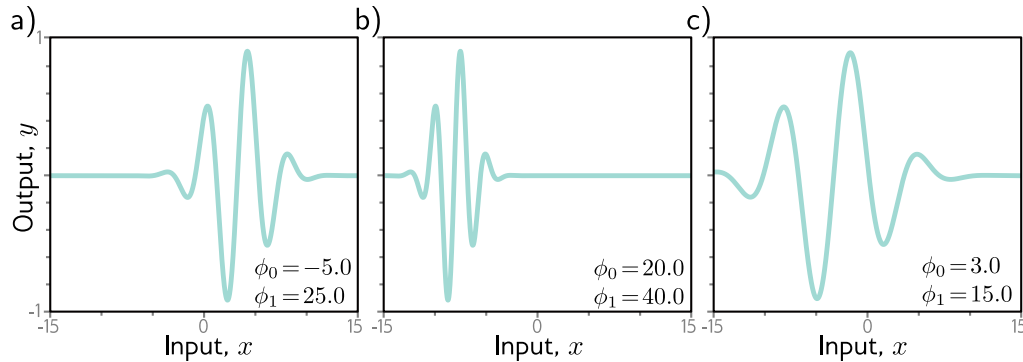 a)
1
Output, y
-1
-15
0
15
Input, x
ϕ₀=−5.0
ϕ₁=25.0
b)
-15
0
15
Input, x
ϕ₀=20.0
ϕ₁=40.0
c)
-15
0
15
Input, x
ϕ₀=3.0
ϕ₁=15.0